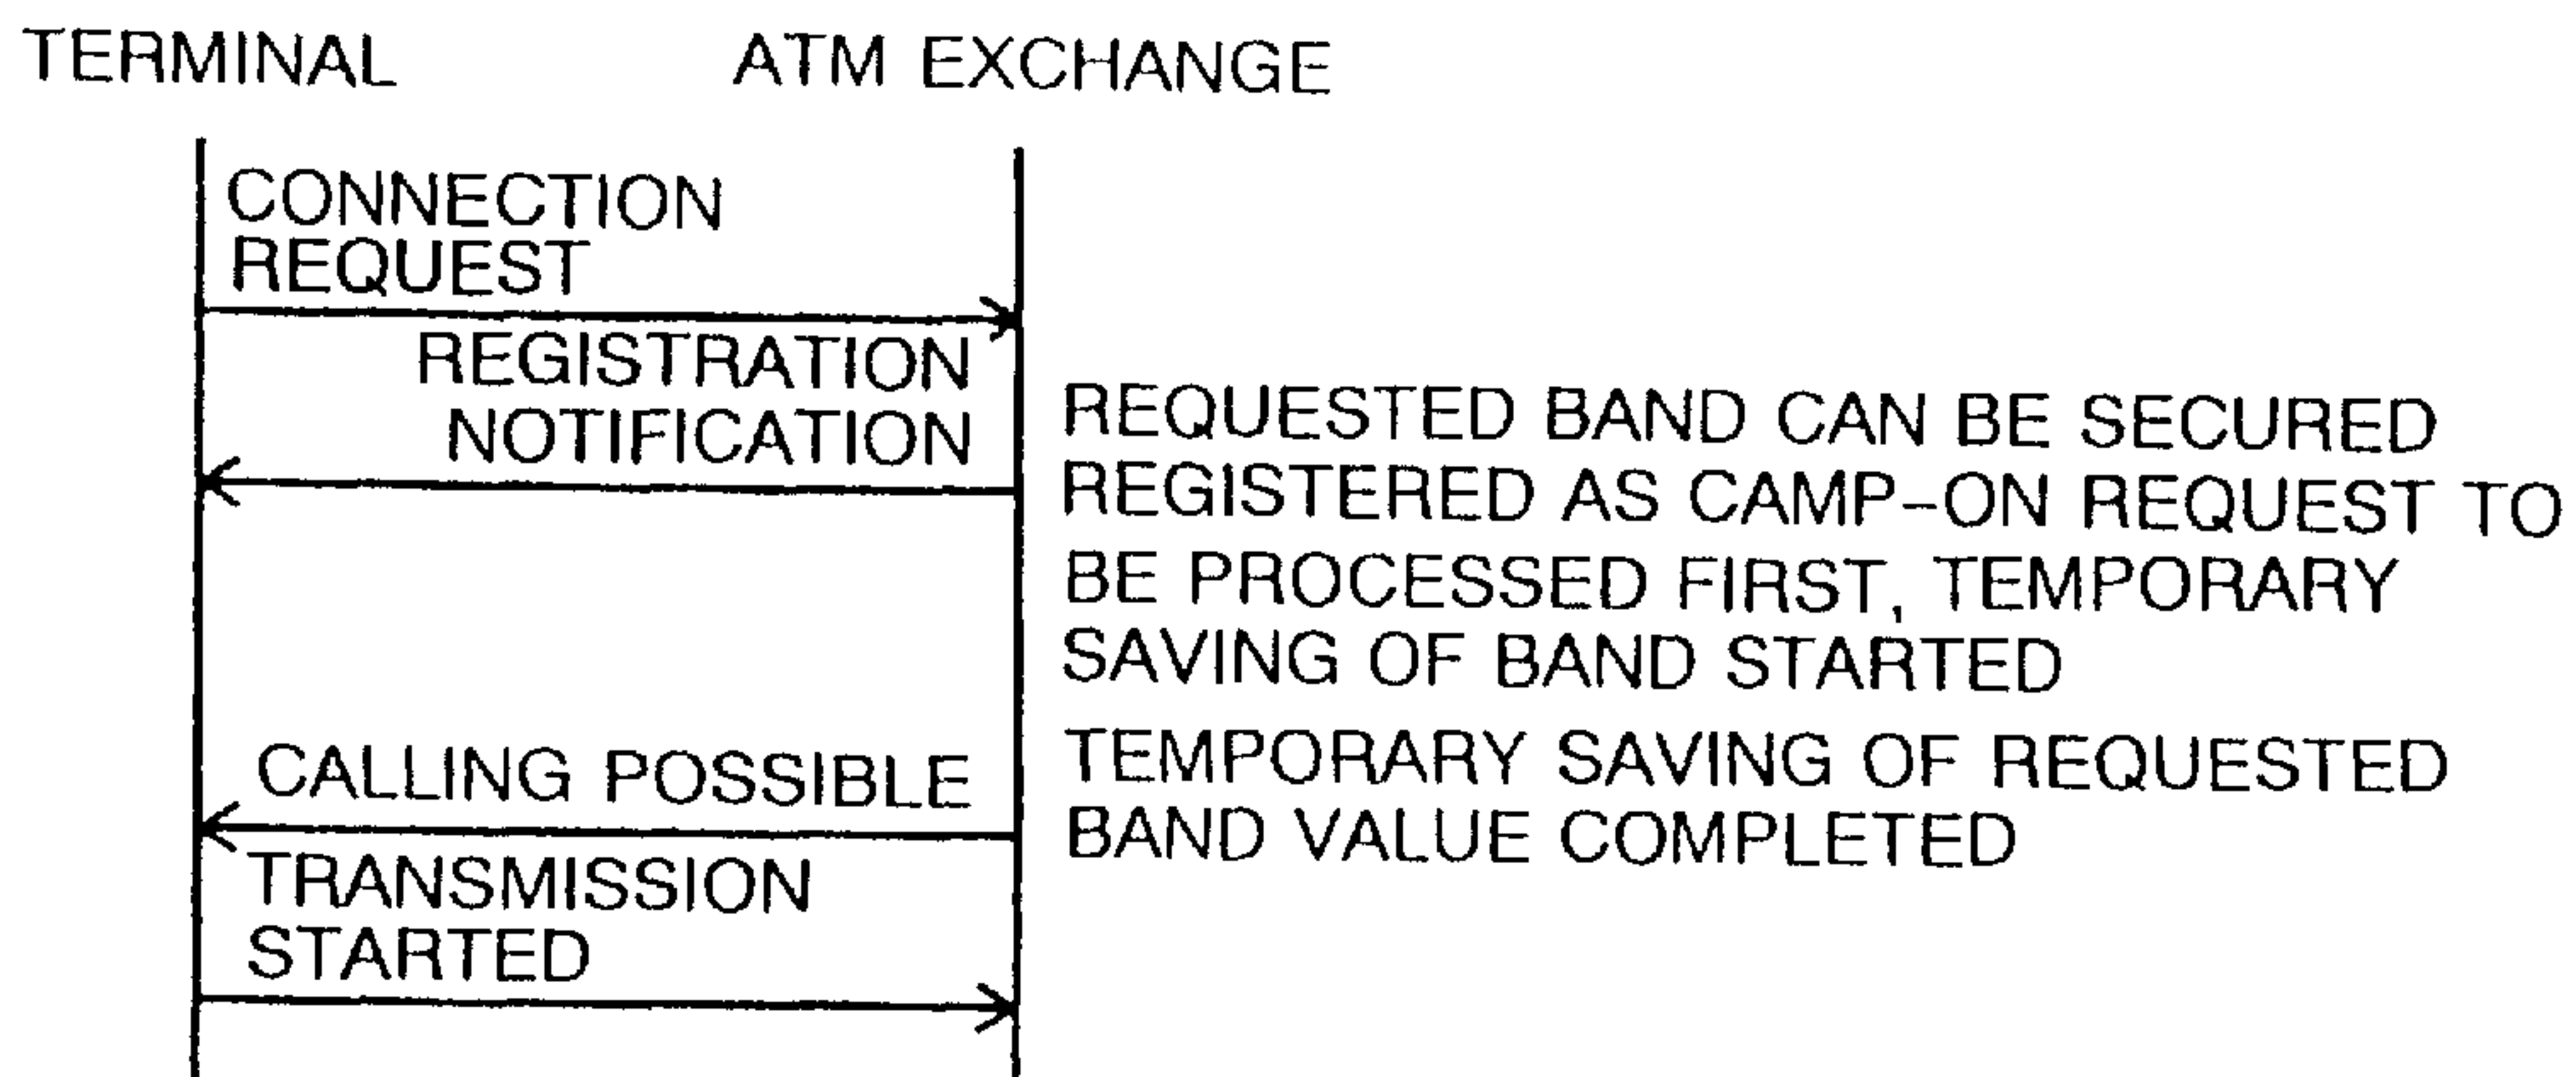 TERMINAL ATM EXCHANGE
CONNECTION
REQUEST
REGISTRATION
NOTIFICATION
REQUESTED BAND CAN BE SECURED
REGISTERED AS CAMP-ON REQUEST TO
BE PROCESSED FIRST, TEMPORARY
SAVING OF BAND STARTED
CALLING POSSIBLE
TEMPORARY SAVING OF REQUESTED
BAND VALUE COMPLETED
TRANSMISSION
STARTED